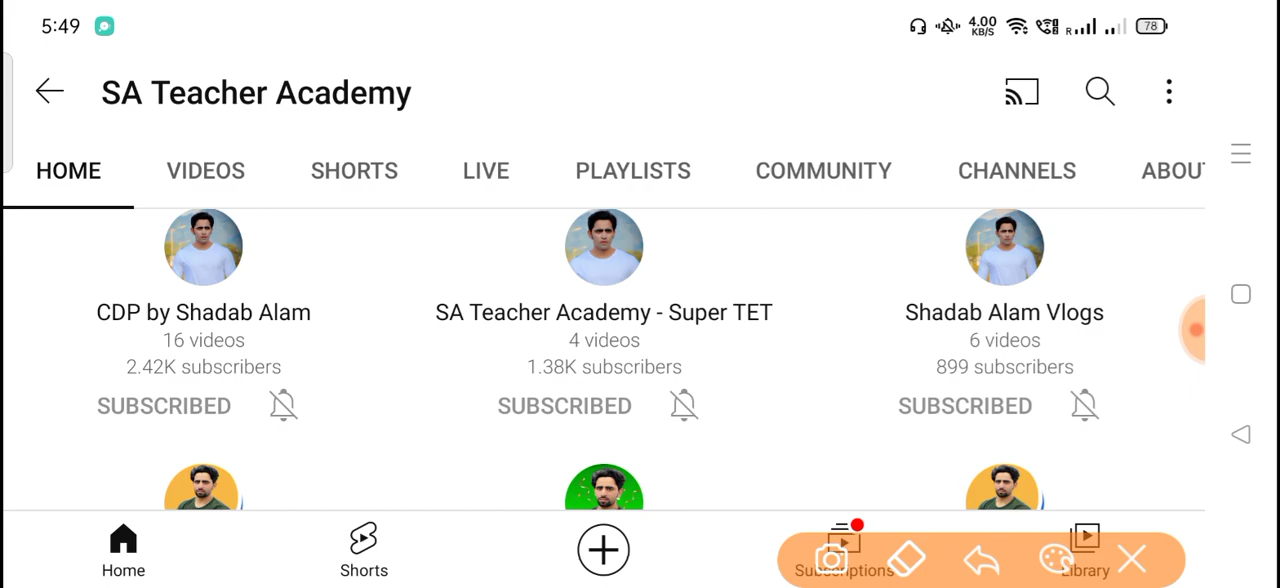 5:49
4.00
KB/S
R
78
SA Teacher Academy
HOME VIDEOS SHORTS LIVE PLAYLISTS COMMUNITY CHANNELS ABOU
CDP by Shadab Alam
16 videos
2.42K subscribers
SUBSCRIBED
SA Teacher Academy - Super TET
4 videos
1.38K subscribers
SUBSCRIBED
Shadab Alam Vlogs
6 videos
899 subscribers
SUBSCRIBED
Home
Shorts
Subscriptions
Library